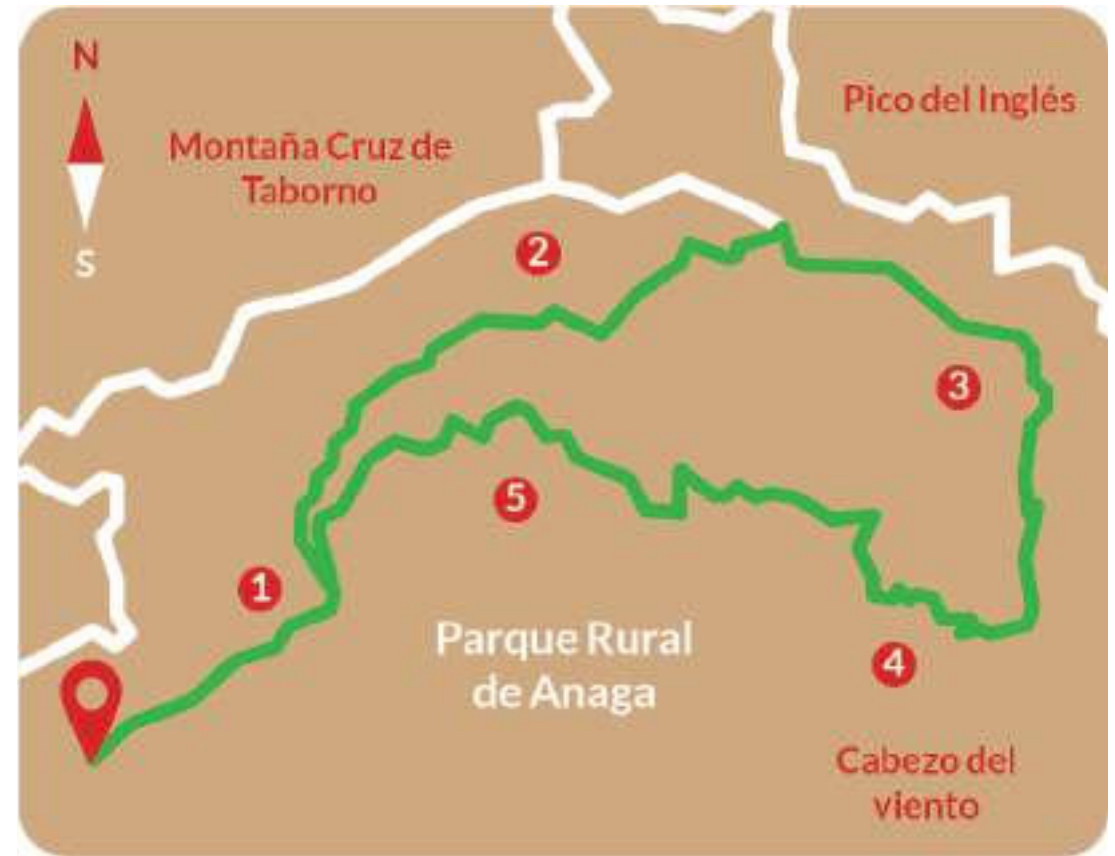 N
S
Montaña Cruz de
Taborno
Pico del Inglés
2
3
5
1
Parque Rural
de Anaga
4
Cabezo del
viento